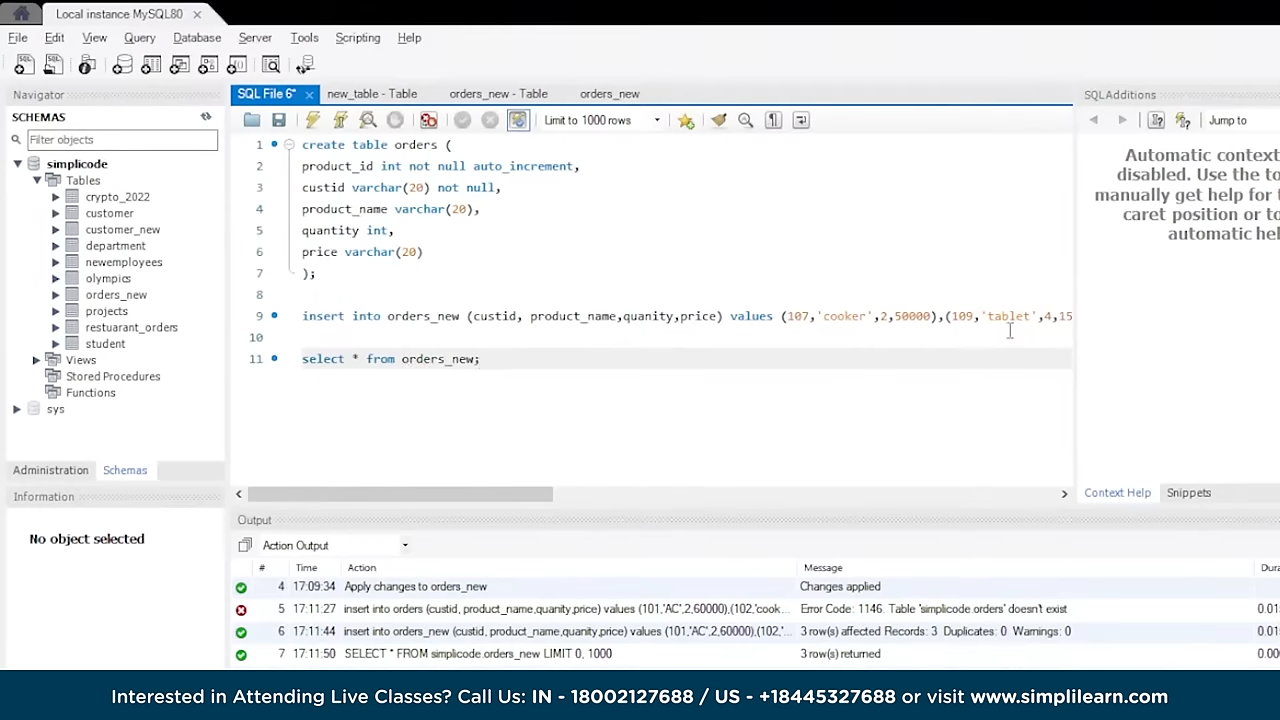 Local instance MySQL80 ×
File Edit View Query Database Server Tools Scripting Help
Navigator
SCHEMAS
Filter objects
simplicode
Tables
crypto_2022
customer
customer_new
department
newemployees
olympics
orders_new
projects
restuarant_orders
student
Views
Stored Procedures
Functions
sys
Administration Schemas
Information
No object selected
SQL File 6* × new_table - Table orders_new - Table orders_new
Limit to 1000 rows
1 create table orders (
2 product_id int not null auto_increment,
3 custid varchar(20) not null,
4 product_name varchar(20),
5 quantity int,
6 price varchar(20)
7 );
8
9 insert into orders_new (custid, product_name,quanity,price) values (107,'cooker',2,50000),(109,'tablet',4,15
10
11 select * from orders_new;
SQLAdditions
Jump to
Automatic context
disabled. Use the to
manually get help for t
caret position or to
automatic hel
Context Help Snippets
Output
Action Output
# Time Action Message Dura
4 17:09:34 Apply changes to orders_new Changes applied
5 17:11:27 insert into orders (custid, product_name,quanity,price) values (101,'AC',2,60000),(102,'cook... Error Code: 1146. Table 'simplicode.orders' doesn't exist 0.01
6 17:11:44 insert into orders_new (custid, product_name,quanity,price) values (101,'AC',2,60000),(102,'... 3 row(s) affected Records: 3 Duplicates: 0 Warnings: 0
7 17:11:50 SELECT * FROM simplicode.orders_new LIMIT 0, 1000 3 row(s) returned
Interested in Attending Live Classes? Call Us: IN - 18002127688 / US - +18445327688 or visit www.simplilearn.com